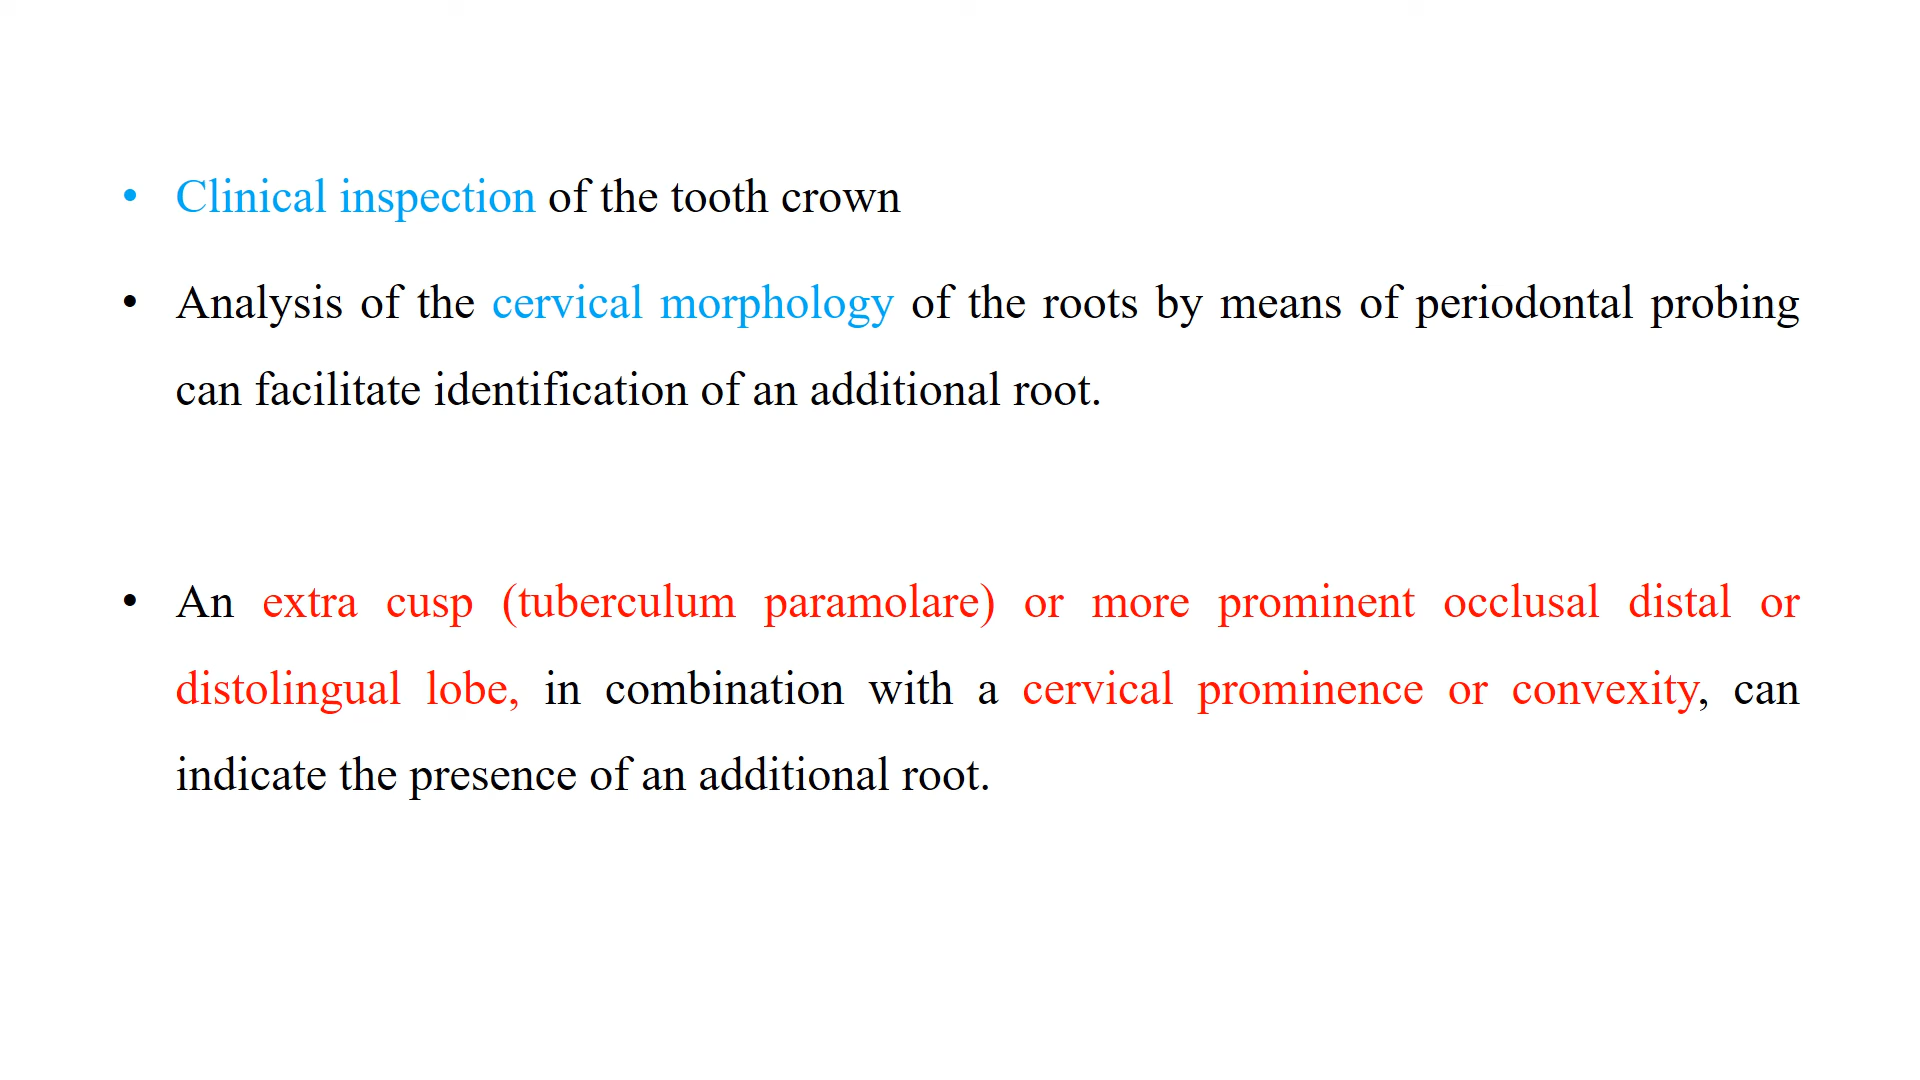 • Clinical inspection of the tooth crown
• Analysis of the cervical morphology of the roots by means of periodontal probing
can facilitate identification of an additional root.
• An extra cusp (tuberculum paramolare) or more prominent occlusal distal or
distolingual lobe, in combination with a cervical prominence or convexity, can
indicate the presence of an additional root.